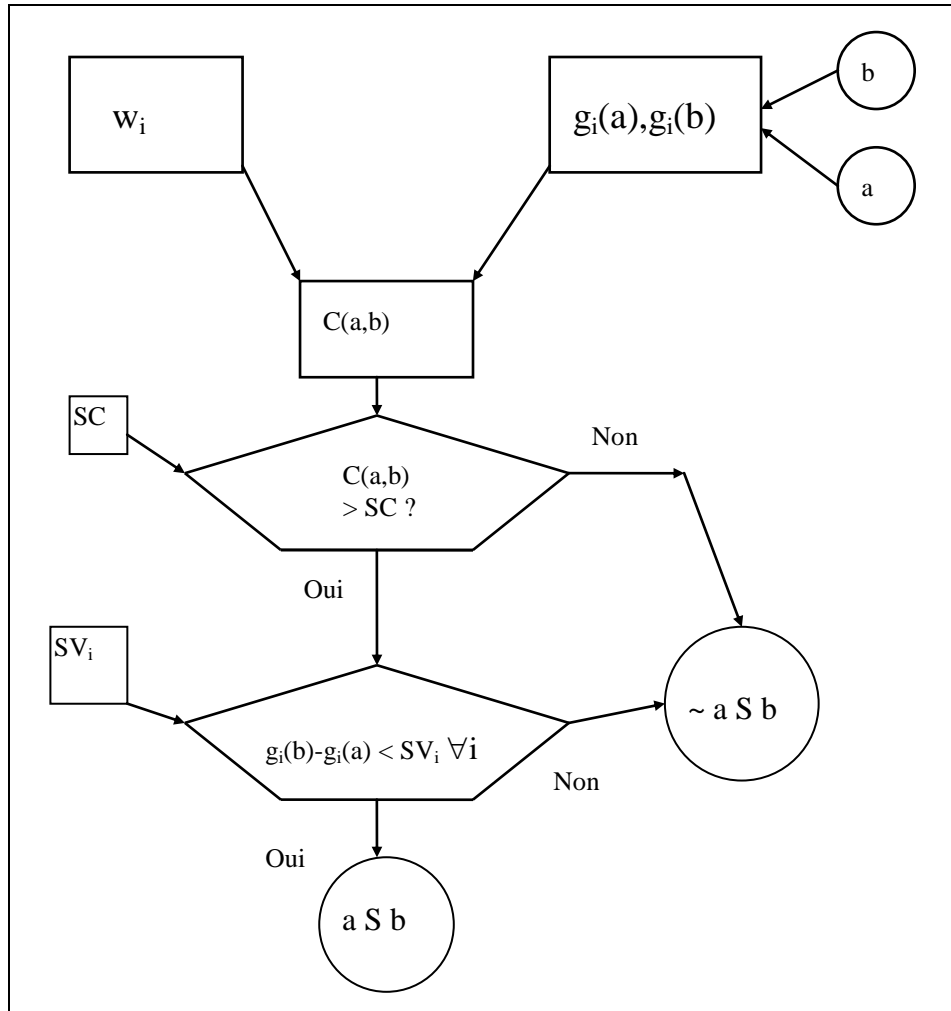 b
wᵢ
gᵢ(a),gᵢ(b)
a
C(a,b)
SC
Non
C(a,b)
> SC ?
Oui
SVᵢ
~ a S b
gᵢ(b)-gᵢ(a) < SVᵢ ∀i
Non
Oui
a S b